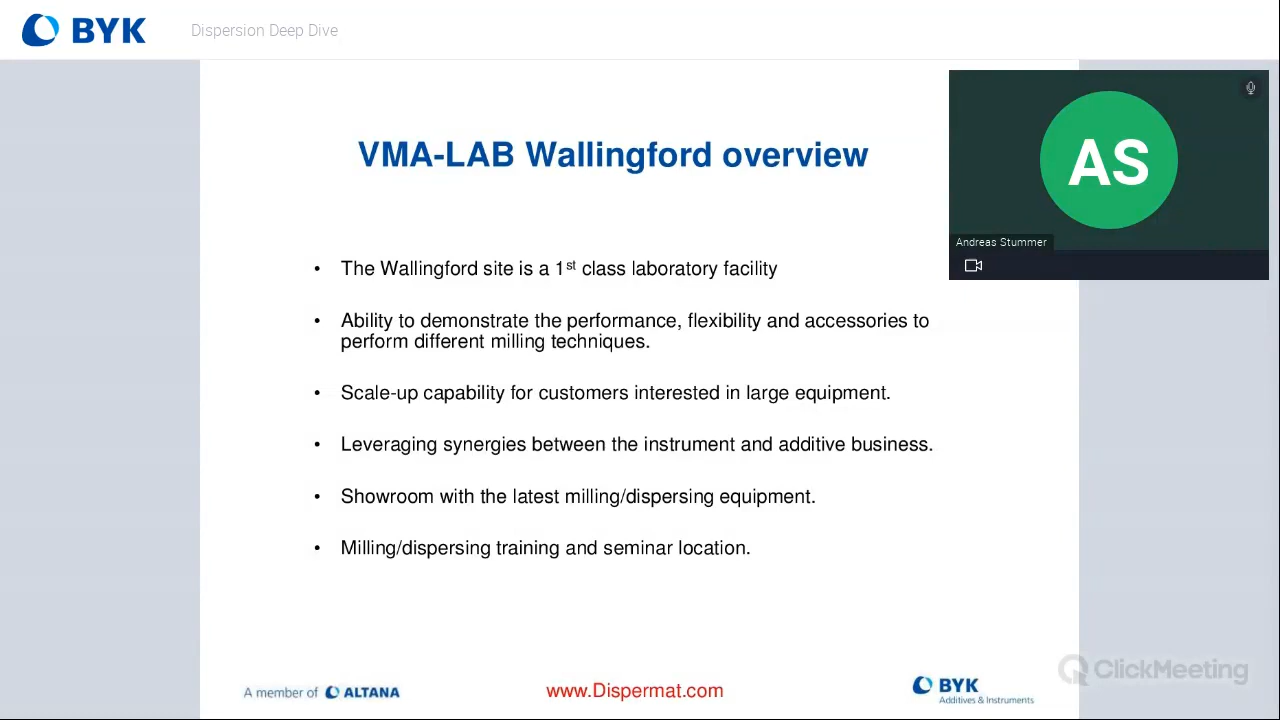 BYK
Dispersion Deep Dive
AS
Andreas Stummer
VMA-LAB Wallingford overview
• The Wallingford site is a 1st class laboratory facility
• Ability to demonstrate the performance, flexibility and accessories to
perform different milling techniques.
• Scale-up capability for customers interested in large equipment.
• Leveraging synergies between the instrument and additive business.
• Showroom with the latest milling/dispersing equipment.
• Milling/dispersing training and seminar location.
A member of ALTANA
www.Dispermat.com
BYK
Additives & Instruments
ClickMeeting